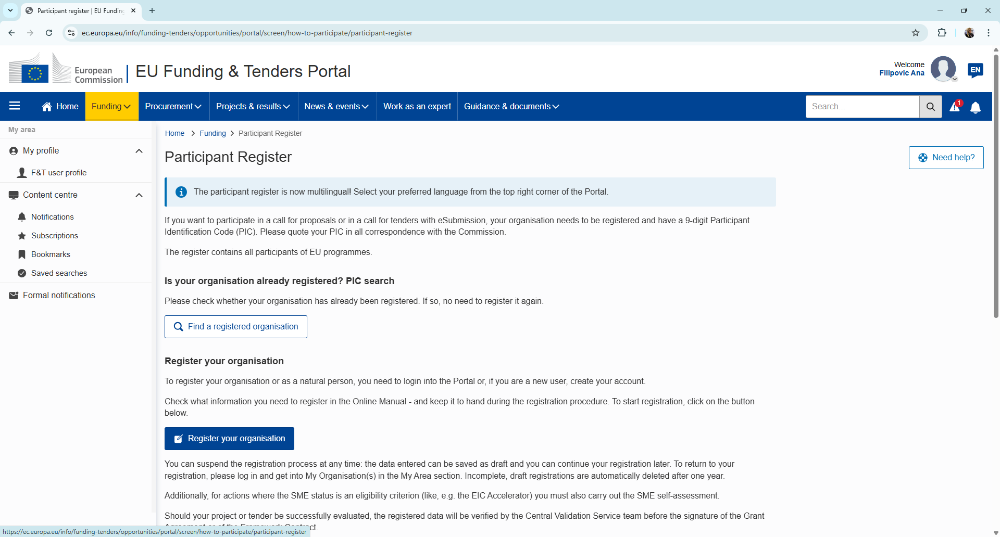 Participant register | EU Funding
ec.europa.eu/info/funding-tenders/opportunities/portal/screen/how-to-participate/participant-register
European
Commission
EU Funding & Tenders Portal
Welcome
Filipovic Ana
EN
Home
Funding
Procurement
Projects & results
News & events
Work as an expert
Guidance & documents
Search...
1
My area
My profile
F&T user profile
Content centre
Notifications
Subscriptions
Bookmarks
Saved searches
Formal notifications
Home > Funding > Participant Register
Participant Register
Need help?
The participant register is now multilingual! Select your preferred language from the top right corner of the Portal.
If you want to participate in a call for proposals or in a call for tenders with eSubmission, your organisation needs to be registered and have a 9-digit Participant
Identification Code (PIC). Please quote your PIC in all correspondence with the Commission.
The register contains all participants of EU programmes.
Is your organisation already registered? PIC search
Please check whether your organisation has already been registered. If so, no need to register it again.
Find a registered organisation
Register your organisation
To register your organisation or as a natural person, you need to login into the Portal or, if you are a new user, create your account.
Check what information you need to register in the Online Manual - and keep it to hand during the registration procedure. To start registration, click on the button
below.
Register your organisation
You can suspend the registration process at any time: the data entered can be saved as draft and you can continue your registration later. To return to your
registration, please log in and get into My Organisation(s) in the My Area section. Incomplete, draft registrations are automatically deleted after one year.
Additionally, for actions where the SME status is an eligibility criterion (like, e.g. the EIC Accelerator) you must also carry out the SME self-assessment.
Should your project or tender be successfully evaluated, the registered data will be verified by the Central Validation Service team before the signature of the Grant
Agreement or of the Framework Contract.
https://ec.europa.eu/info/funding-tenders/opportunities/portal/screen/how-to-participate/participant-register